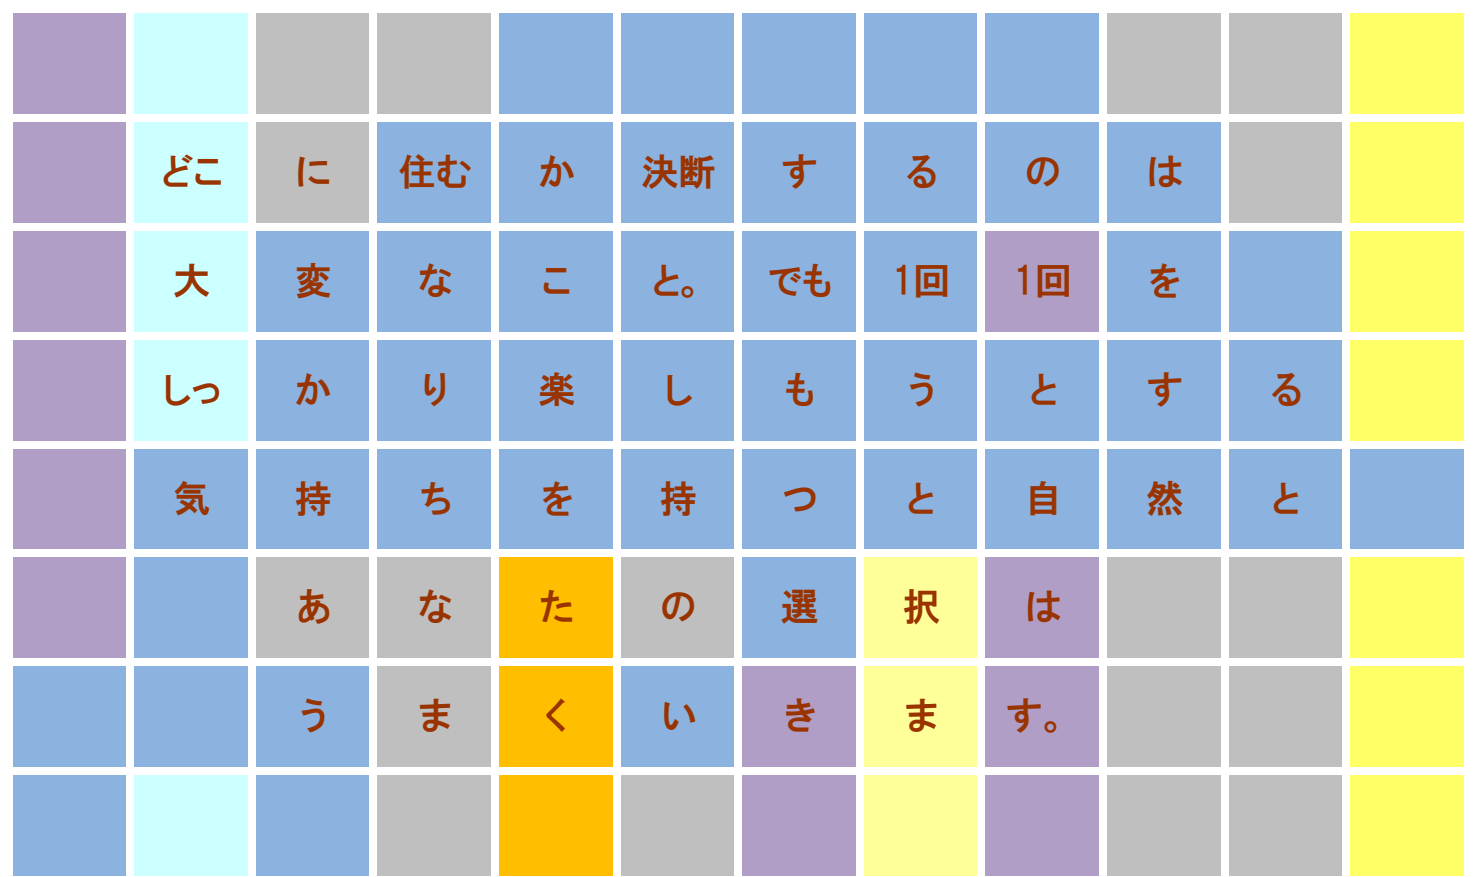 どこに住むか決断するのは
大変なこと。でも1回1回を
しっかり楽しもうとする
気持ちを持つと自然と
あなたの選択は
うまくいきます。